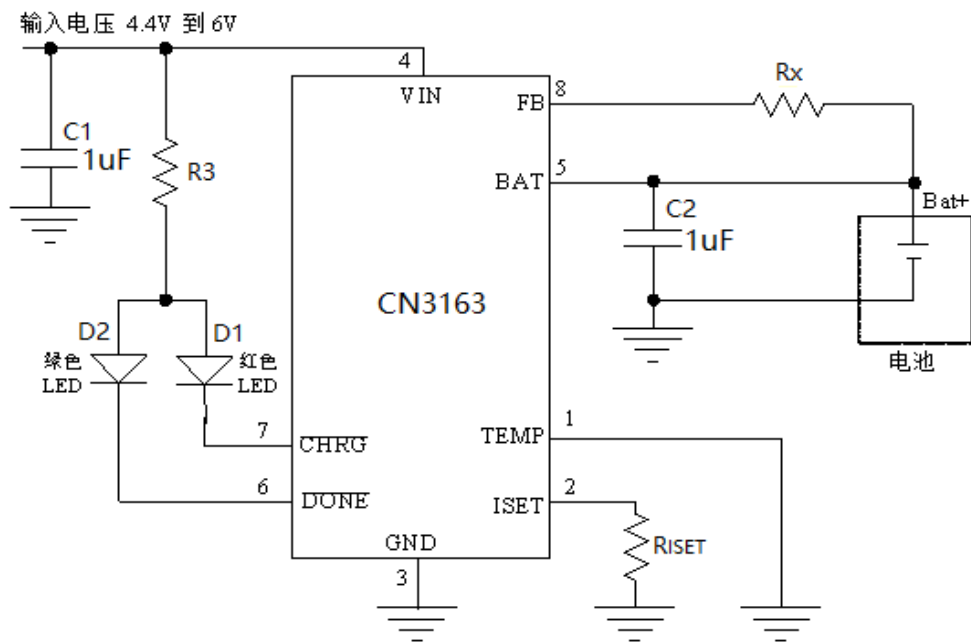 输入电压 4.4V 到 6V
4
VIN
8
FB
Rx
C1
1uF
R3
5
BAT
Bat+
C2
1uF
CN3163
D2
D1
绿色
LED
红色
LED
电池
7
CHRG
1
TEMP
6
DONE
2
ISET
RISET
GND
3